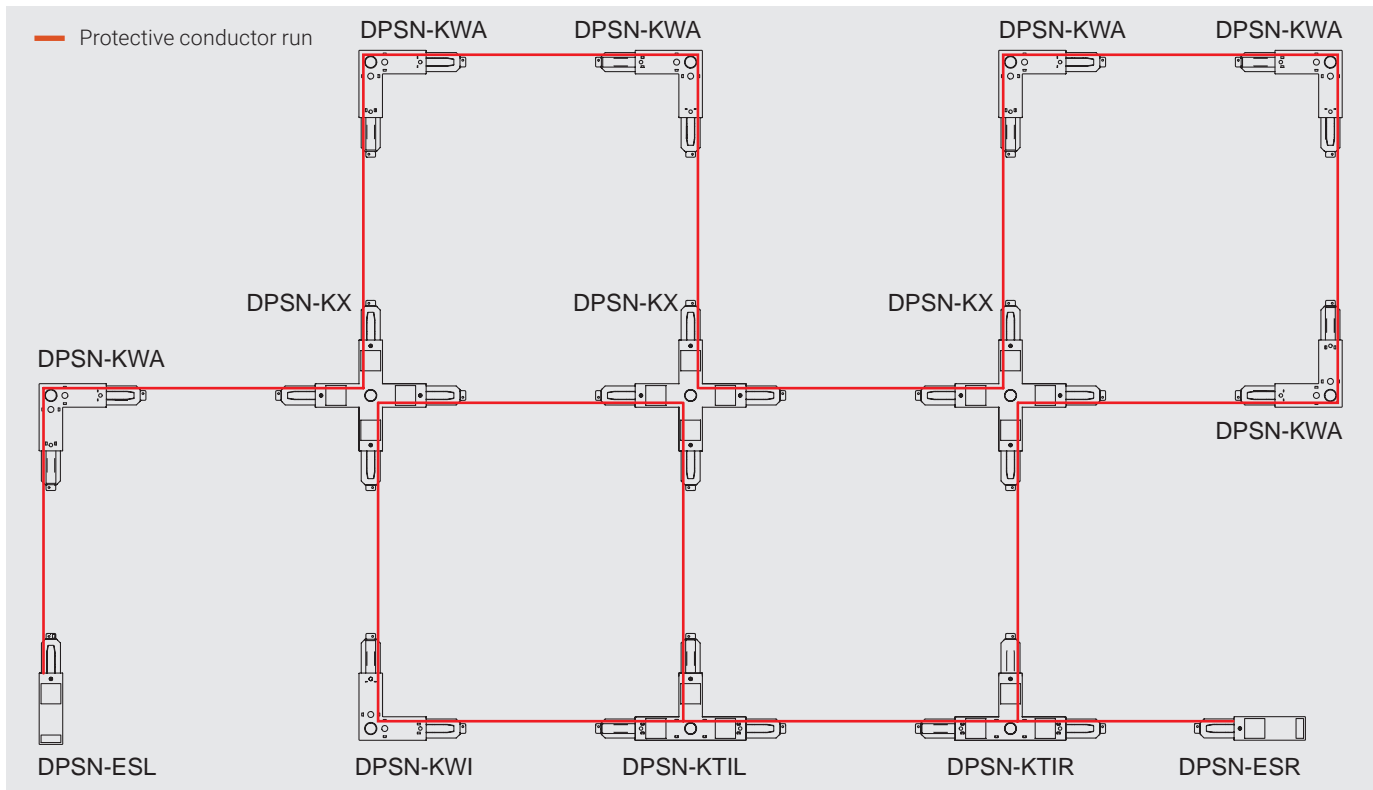 DPSN-KWA
DPSN-KWA
DPSN-KWA
DPSN-KWA
Protective conductor run
DPSN-KX
DPSN-KX
DPSN-KX
DPSN-KWA
DPSN-KWA
DPSN-ESL
DPSN-KWI
DPSN-KTIL
DPSN-KTIR
DPSN-ESR